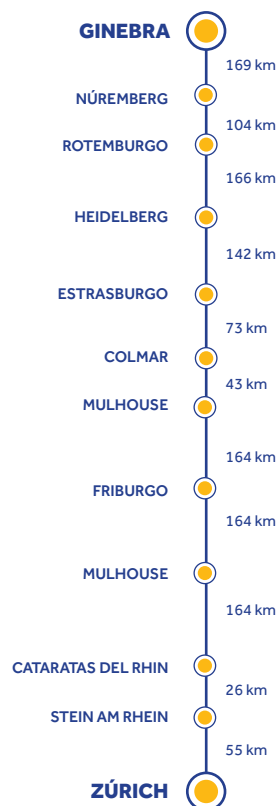 GINEBRA
169 km
NÚREMBERG
104 km
ROTEMBURGO
166 km
HEIDELBERG
142 km
ESTRASBURGO
73 km
COLMAR
43 km
MULHOUSE
164 km
FRIBURGO
164 km
MULHOUSE
164 km
CATARATAS DEL RHIN
26 km
STEIN AM RHEIN
55 km
ZÚRICH